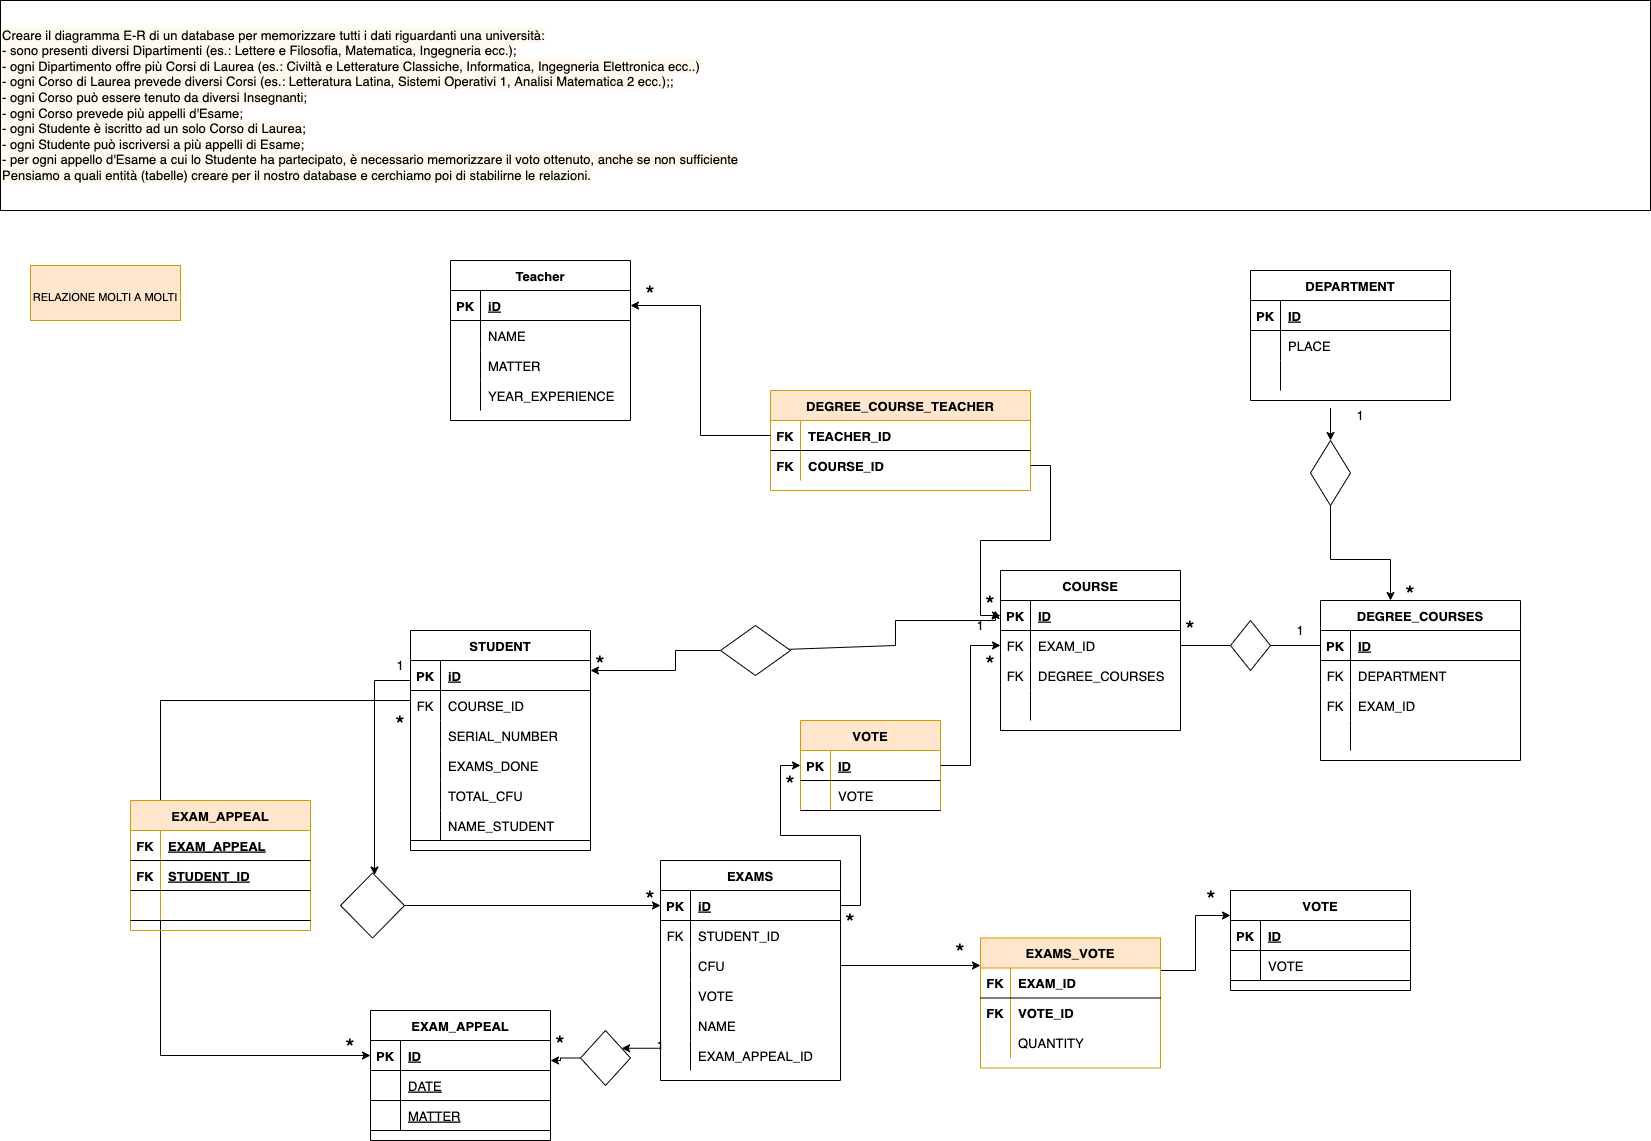 Creare il diagramma E-R di un database per memorizzare tutti i dati riguardanti una università:
- sono presenti diversi Dipartimenti (es.: Lettere e Filosofia, Matematica, Ingegneria ecc.);
- ogni Dipartimento offre più Corsi di Laurea (es.: Civiltà e Letterature Classiche, Informatica, Ingegneria Elettronica ecc..)
- ogni Corso di Laurea prevede diversi Corsi (es.: Letteratura Latina, Sistemi Operativi 1, Analisi Matematica 2 ecc.);;
- ogni Corso può essere tenuto da diversi Insegnanti;
- ogni Corso prevede più appelli d'Esame;
- ogni Studente è iscritto ad un solo Corso di Laurea;
- ogni Studente può iscriversi a più appelli di Esame;
- per ogni appello d'Esame a cui lo Studente ha partecipato, è necessario memorizzare il voto ottenuto, anche se non sufficiente
Pensiamo a quali entità (tabelle) creare per il nostro database e cerchiamo poi di stabilirne le relazioni.
RELAZIONE MOLTI A MOLTI
Teacher
PK iD
NAME
MATTER
YEAR_EXPERIENCE
*
DEPARTMENT
PK ID
PLACE
1
DEGREE_COURSE_TEACHER
FK TEACHER_ID
FK COURSE_ID
COURSE
PK ID
FK EXAM_ID
FK DEGREE_COURSES
*
1
*
*
1
*
DEGREE_COURSES
PK ID
FK DEPARTMENT
FK EXAM_ID
STUDENT
PK iD
FK COURSE_ID
SERIAL_NUMBER
EXAMS_DONE
TOTAL_CFU
NAME_STUDENT
1
*
*
VOTE
PK ID
VOTE
*
EXAM_APPEAL
FK EXAM_APPEAL
FK STUDENT_ID
EXAMS
PK iD
FK STUDENT_ID
CFU
VOTE
NAME
EXAM_APPEAL_ID
*
*
*
EXAMS_VOTE
FK EXAM_ID
FK VOTE_ID
QUANTITY
*
VOTE
PK ID
VOTE
EXAM_APPEAL
PK ID
DATE
MATTER
*
*